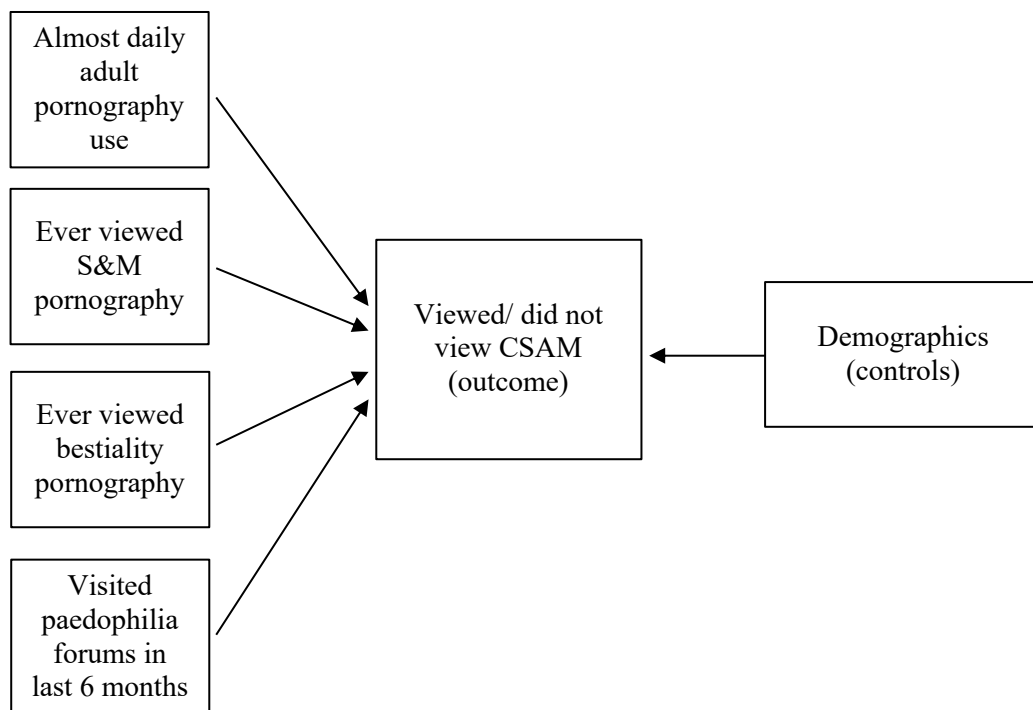 Almost daily
adult
pornography
use
Ever viewed
S&M
pornography
Ever viewed
bestiality
pornography
Visited
paedophilia
forums in
last 6 months
Viewed/ did not
view CSAM
(outcome)
Demographics
(controls)